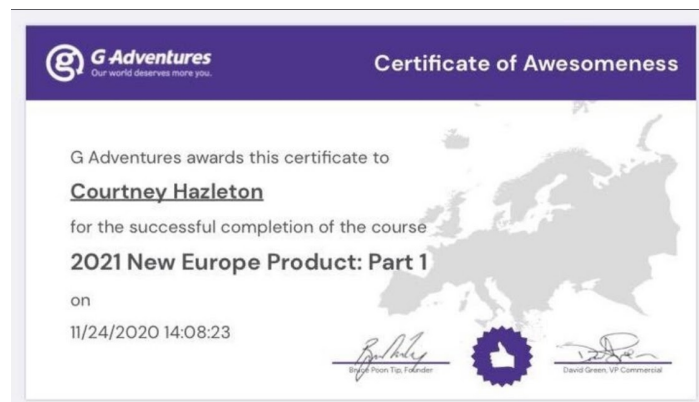 G Adventures
Our world deserves more you.
Certificate of Awesomeness
G Adventures awards this certificate to
Courtney Hazleton
for the successful completion of the course
2021 New Europe Product: Part 1
on
11/24/2020 14:08:23
Bruce Poon Tip, Founder
David Green, VP Commercial